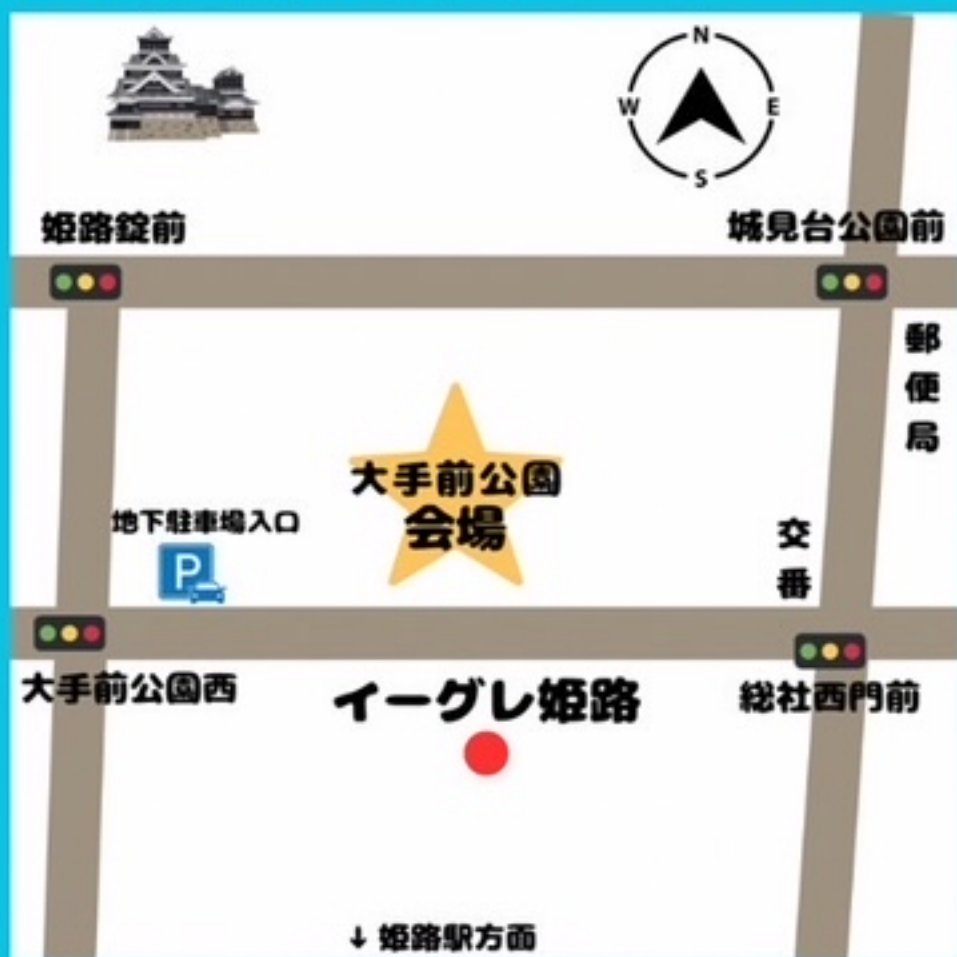 N
W E
S
姫路錠前
城見台公園前
郵便局
大手前公園
会場
地下駐車場入口
P
交番
大手前公園西
イーグレ姫路
総社西門前
↓ 姫路駅方面